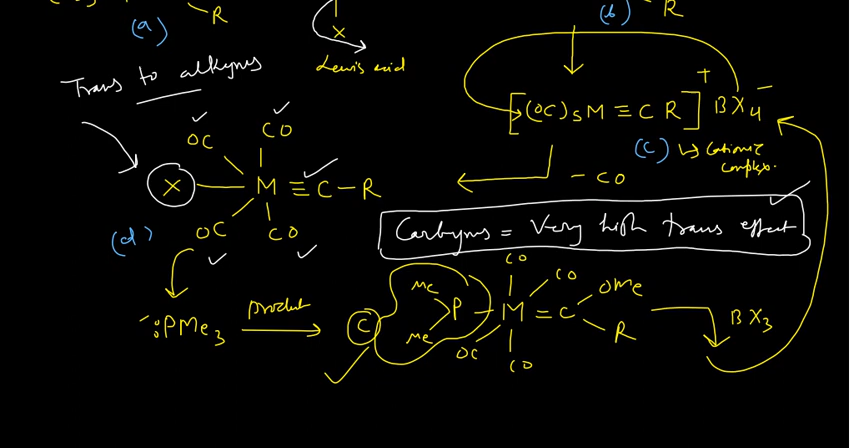 (a)
R
X
Lewis acid
(b)
R
Trans to alkynes
OC
CO
X — M ≡ C — R
OC
CO
(d)
[(OC)5M ≡ C R]+ BX4−
(c) ↳ Cationic
complex.
− CO
Carbynes = Very high trans effect
:PMe3
Product
C
Me
Me
P — M = C
CO
CO
OMe
R
OC
CO
BX3